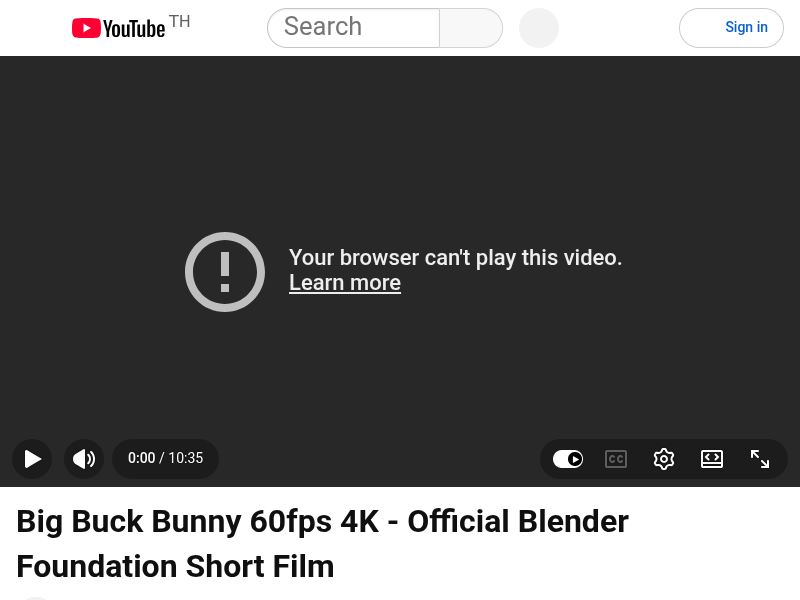 YouTube TH
Search
Sign in
Your browser can't play this video.
Learn more
0:00 / 10:35
CC
Big Buck Bunny 60fps 4K - Official Blender
Foundation Short Film